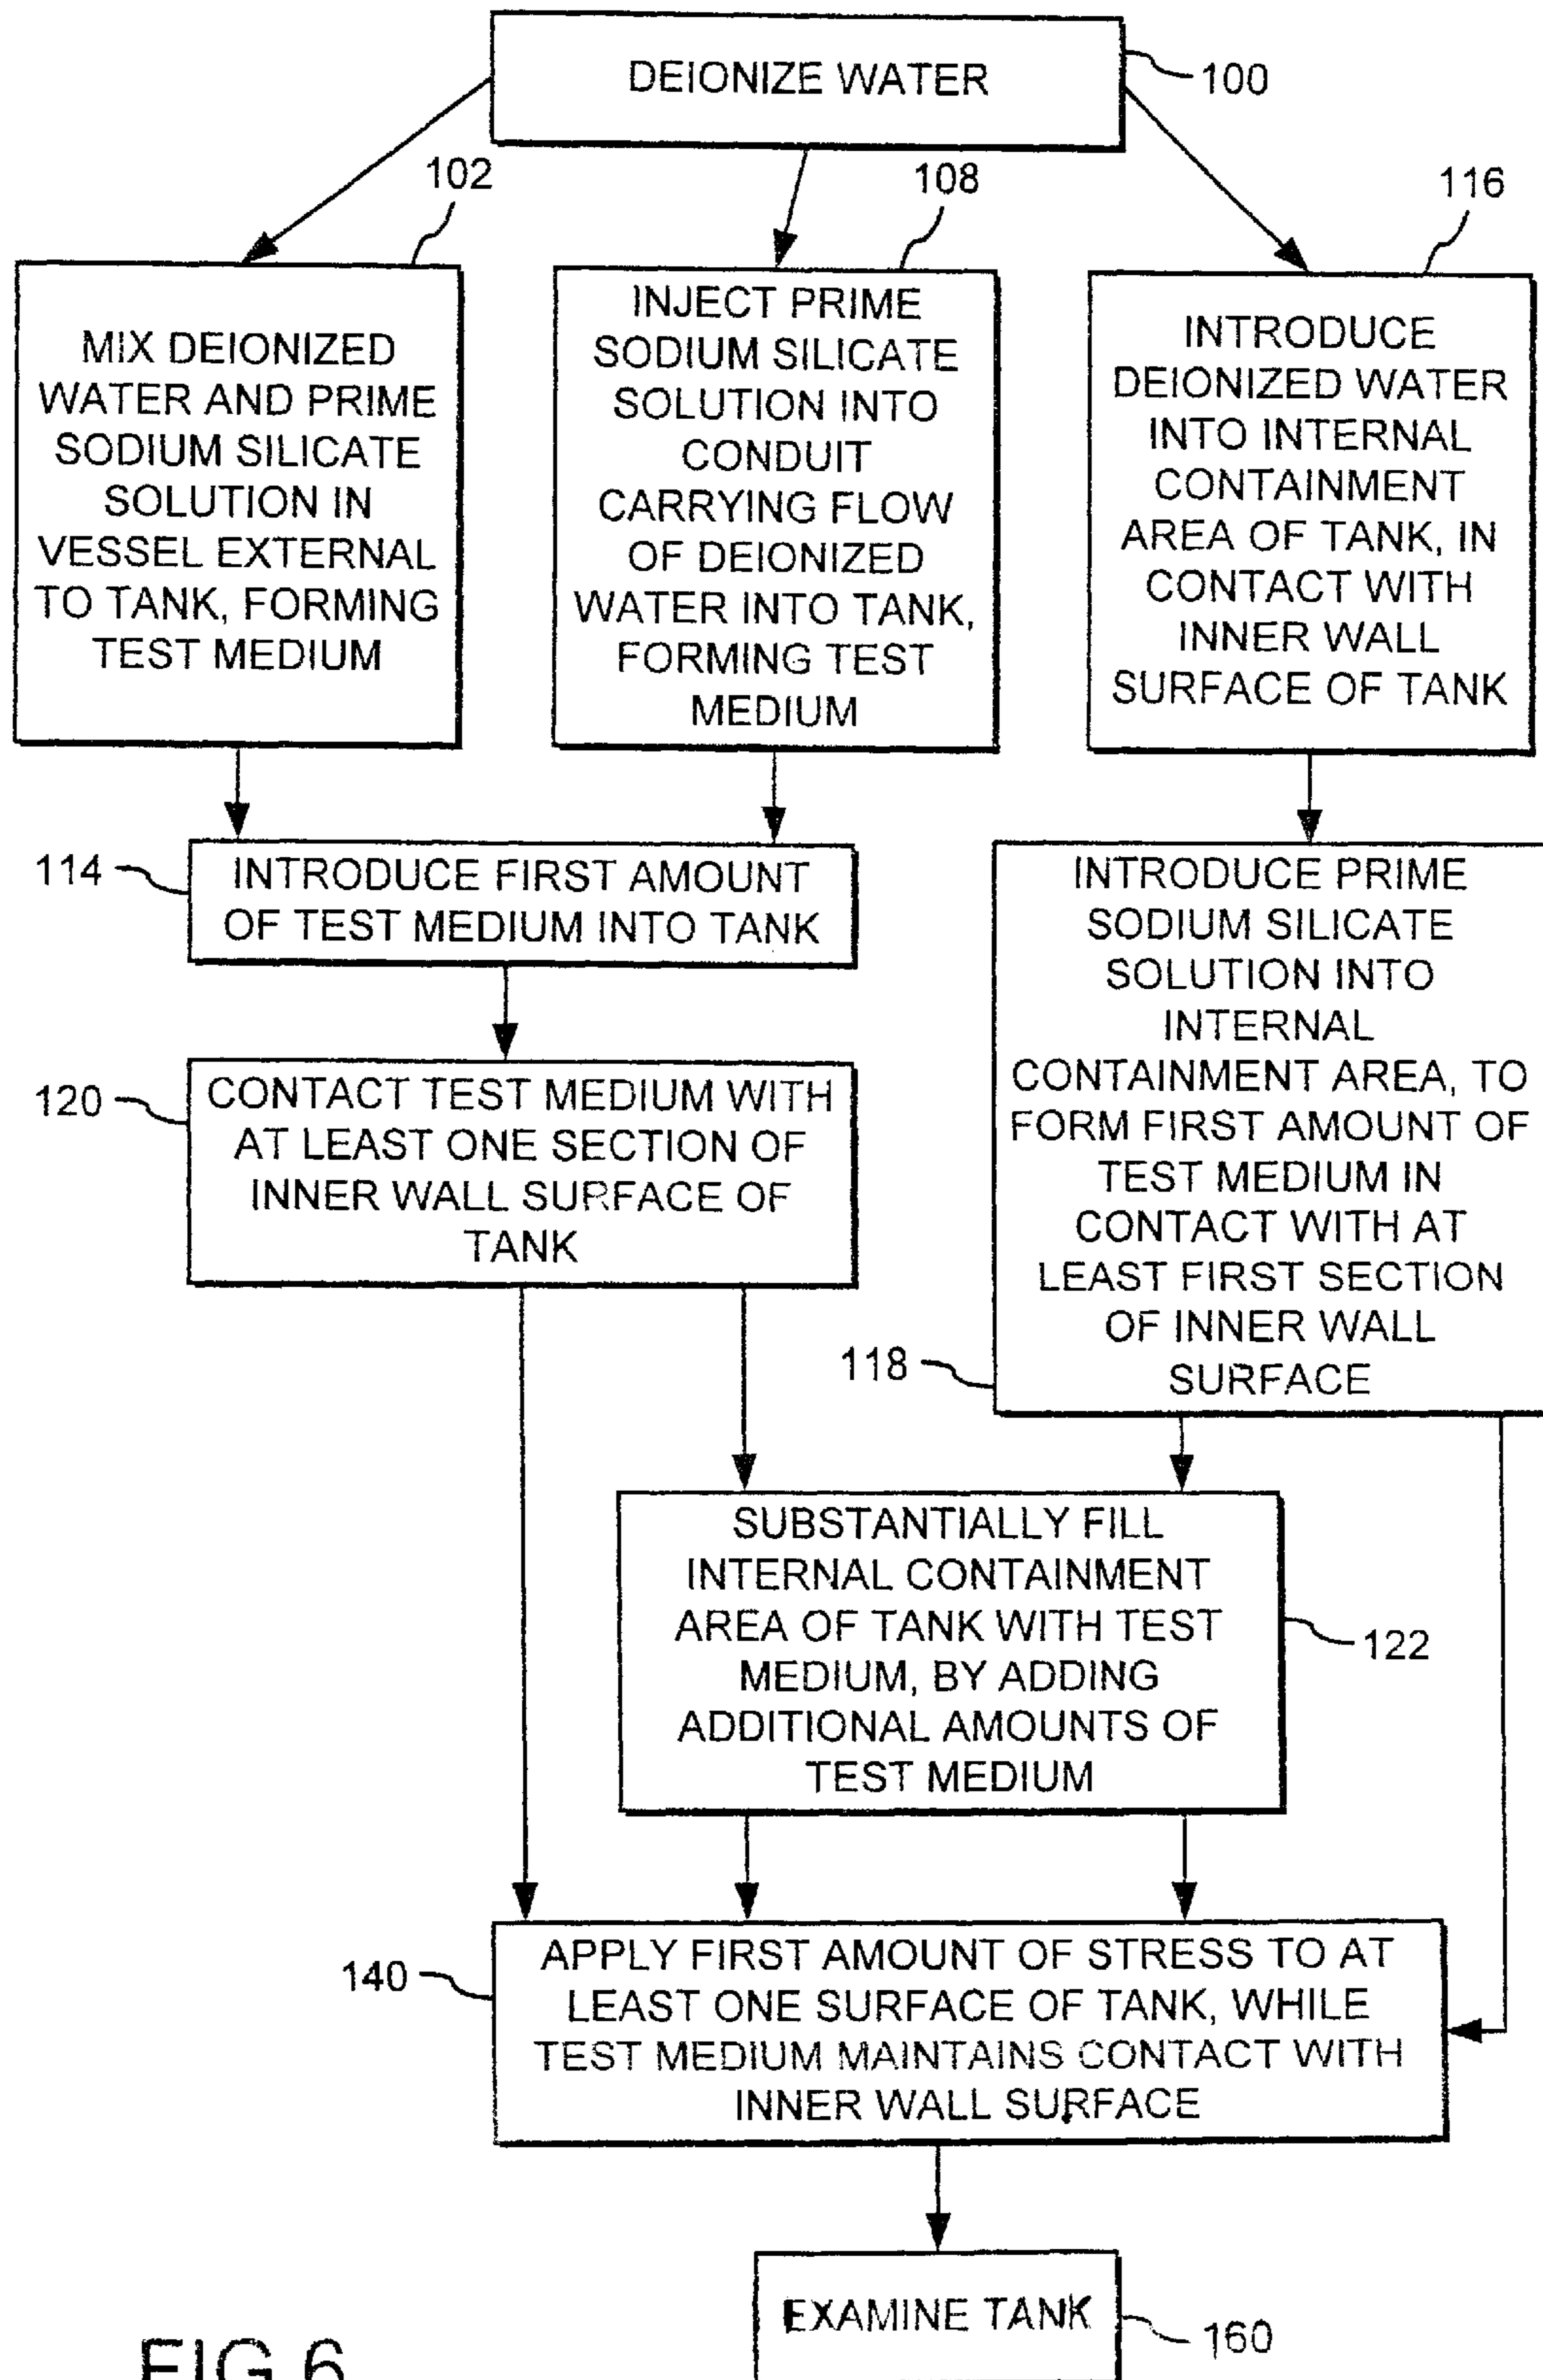 DEIONIZE WATER
100
102
108
116
MIX DEIONIZED
WATER AND PRIME
SODIUM SILICATE
SOLUTION IN
VESSEL EXTERNAL
TO TANK, FORMING
TEST MEDIUM
INJECT PRIME
SODIUM SILICATE
SOLUTION INTO
CONDUIT
CARRYING FLOW
OF DEIONIZED
WATER INTO TANK,
FORMING TEST
MEDIUM
INTRODUCE
DEIONIZED WATER
INTO INTERNAL
CONTAINMENT
AREA OF TANK, IN
CONTACT WITH
INNER WALL
SURFACE OF TANK
114
INTRODUCE FIRST AMOUNT
OF TEST MEDIUM INTO TANK
120
CONTACT TEST MEDIUM WITH
AT LEAST ONE SECTION OF
INNER WALL SURFACE OF
TANK
INTRODUCE PRIME
SODIUM SILICATE
SOLUTION INTO
INTERNAL
CONTAINMENT AREA, TO
FORM FIRST AMOUNT OF
TEST MEDIUM IN
CONTACT WITH AT
LEAST FIRST SECTION
OF INNER WALL
SURFACE
118
SUBSTANTIALLY FILL
INTERNAL CONTAINMENT
AREA OF TANK WITH TEST
MEDIUM, BY ADDING
ADDITIONAL AMOUNTS OF
TEST MEDIUM
122
140
APPLY FIRST AMOUNT OF STRESS TO AT
LEAST ONE SURFACE OF TANK, WHILE
TEST MEDIUM MAINTAINS CONTACT WITH
INNER WALL SURFACE
EXAMINE TANK
160
FIG.6